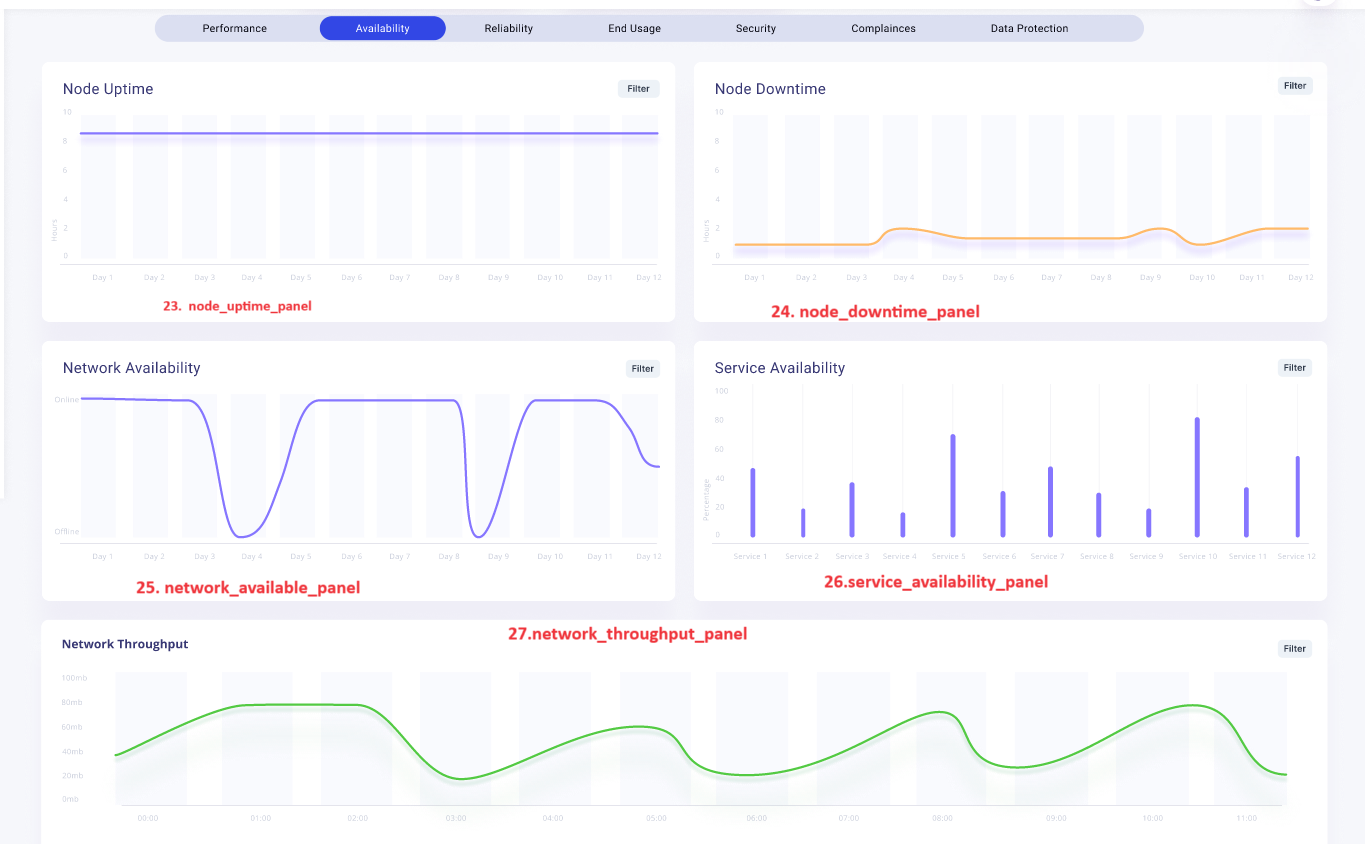 Performance Availability Reliability End Usage Security Complainces Data Protection
Node Uptime
Filter
10
8
6
4
2
0
Hours
Day 1 Day 2 Day 3 Day 4 Day 5 Day 6 Day 7 Day 8 Day 9 Day 10 Day 11 Day 12
23. node_uptime_panel
Node Downtime
Filter
10
8
6
4
2
0
Hours
Day 1 Day 2 Day 3 Day 4 Day 5 Day 6 Day 7 Day 8 Day 9 Day 10 Day 11 Day 12
24. node_downtime_panel
Network Availability
Filter
Online
Offline
Day 1 Day 2 Day 3 Day 4 Day 5 Day 6 Day 7 Day 8 Day 9 Day 10 Day 11 Day 12
25. network_available_panel
Service Availability
Filter
100
80
60
40
20
0
Percentage
Service 1 Service 2 Service 3 Service 4 Service 5 Service 6 Service 7 Service 8 Service 9 Service 10 Service 11 Service 12
26.service_availability_panel
27.network_throughput_panel
Network Throughput
Filter
100mb
80mb
60mb
40mb
20mb
0mb
00:00 01:00 02:00 03:00 04:00 05:00 06:00 07:00 08:00 09:00 10:00 11:00